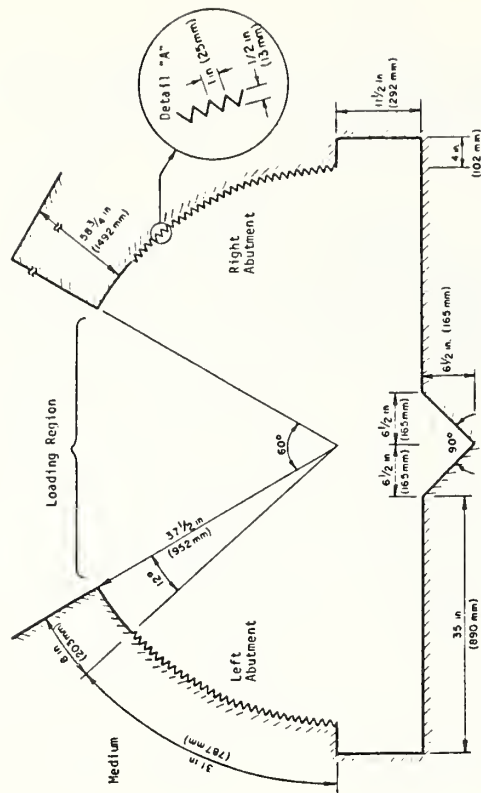 Detail "A"
1 in (25mm)
1/2 in
(13 mm)
58 3/4 in
(1492 mm)
Loading Region
60°
37 1/2 in
(952 mm)
12°
8 in
(203mm)
31 in
(787mm)
Medium
Left
Abutment
Right
Abutment
11 1/2 in
(292 mm)
4 in
(102 mm)
6 1/2 in. (165 mm)
6 1/2 in
(165mm)
6 1/2 in
(165mm)
90°
35 in
(890 mm)